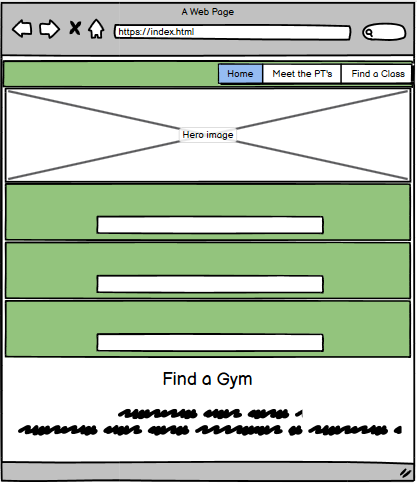 A Web Page
https://index.html
Home Meet the PT's Find a Class
Hero image
Find a Gym